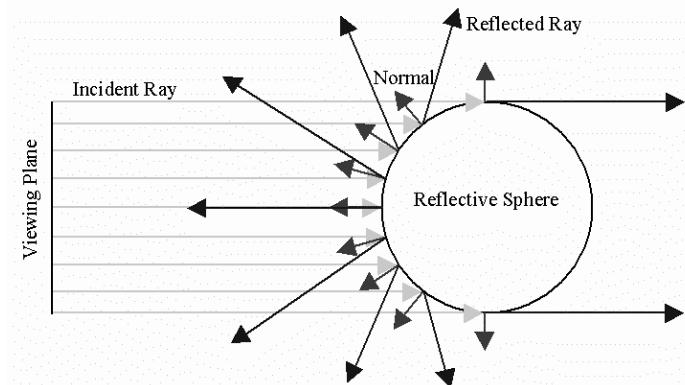 Reflected Ray
Normal
Incident Ray
Viewing Plane
Reflective Sphere